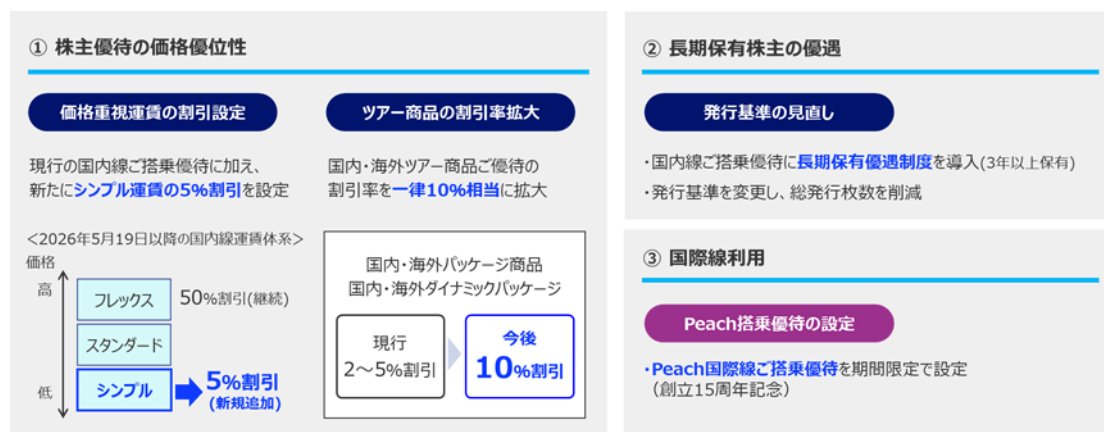 ① 株主優待の価格優位性
価格重視運賃の割引設定
現行の国内線ご搭乗優待に加え、
新たにシンプル運賃の5%割引を設定
<2026年5月19日以降の国内線運賃体系>
価格
高
フレックス 50%割引(継続)
スタンダード
低
シンプル
5%割引
(新規追加)
ツアー商品の割引率拡大
国内・海外ツアー商品ご優待の
割引率を一律10%相当に拡大
国内・海外パッケージ商品
国内・海外ダイナミックパッケージ
現行
2～5%割引
今後
10%割引
② 長期保有株主の優遇
発行基準の見直し
・国内線ご搭乗優待に長期保有優遇制度を導入(3年以上保有)
・発行基準を変更し、総発行枚数を削減
③ 国際線利用
Peach搭乗優待の設定
・Peach国際線ご搭乗優待を期間限定で設定
（創立15周年記念）